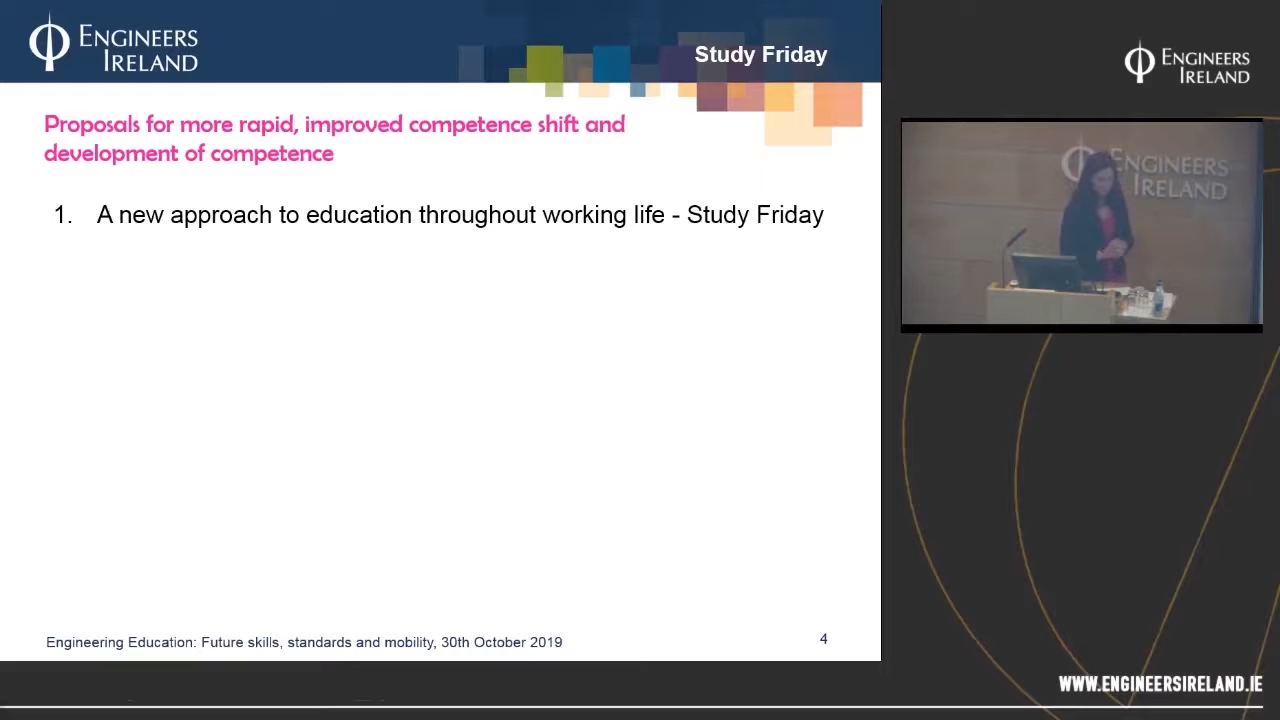 ENGINEERS
IRELAND
Study Friday
Proposals for more rapid, improved competence shift and
development of competence
1. A new approach to education throughout working life - Study Friday
Engineering Education: Future skills, standards and mobility, 30th October 2019
4
ENGINEERS
IRELAND
ENGINEERS
IRELAND
WWW.ENGINEERSIRELAND.IE